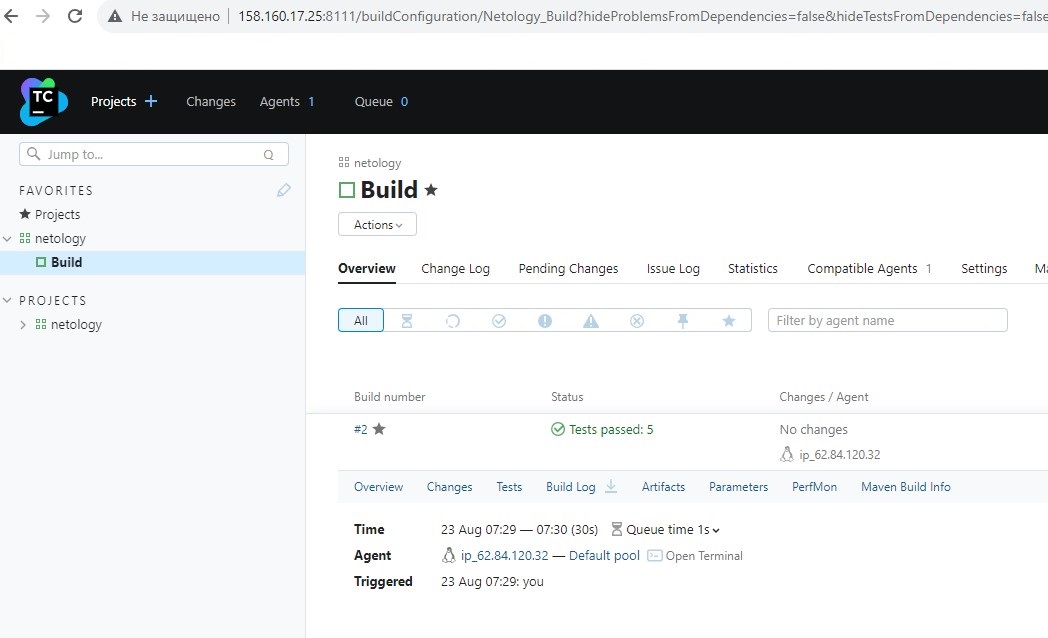 Не защищено 158.160.17.25:8111/buildConfiguration/Netology_Build?hideProblemsFromDependencies=false&hideTestsFromDependencies=false
TC
Projects Changes Agents 1 Queue 0
Jump to... Q
FAVORITES
Projects
netology
Build
PROJECTS
netology
netology
Build
Actions
Overview Change Log Pending Changes Issue Log Statistics Compatible Agents 1 Settings
All Filter by agent name
Build number Status Changes / Agent
#2 Tests passed: 5 No changes
ip_62.84.120.32
Overview Changes Tests Build Log Artifacts Parameters PerfMon Maven Build Info
Time 23 Aug 07:29 — 07:30 (30s) Queue time 1s
Agent ip_62.84.120.32 — Default pool Open Terminal
Triggered 23 Aug 07:29: you